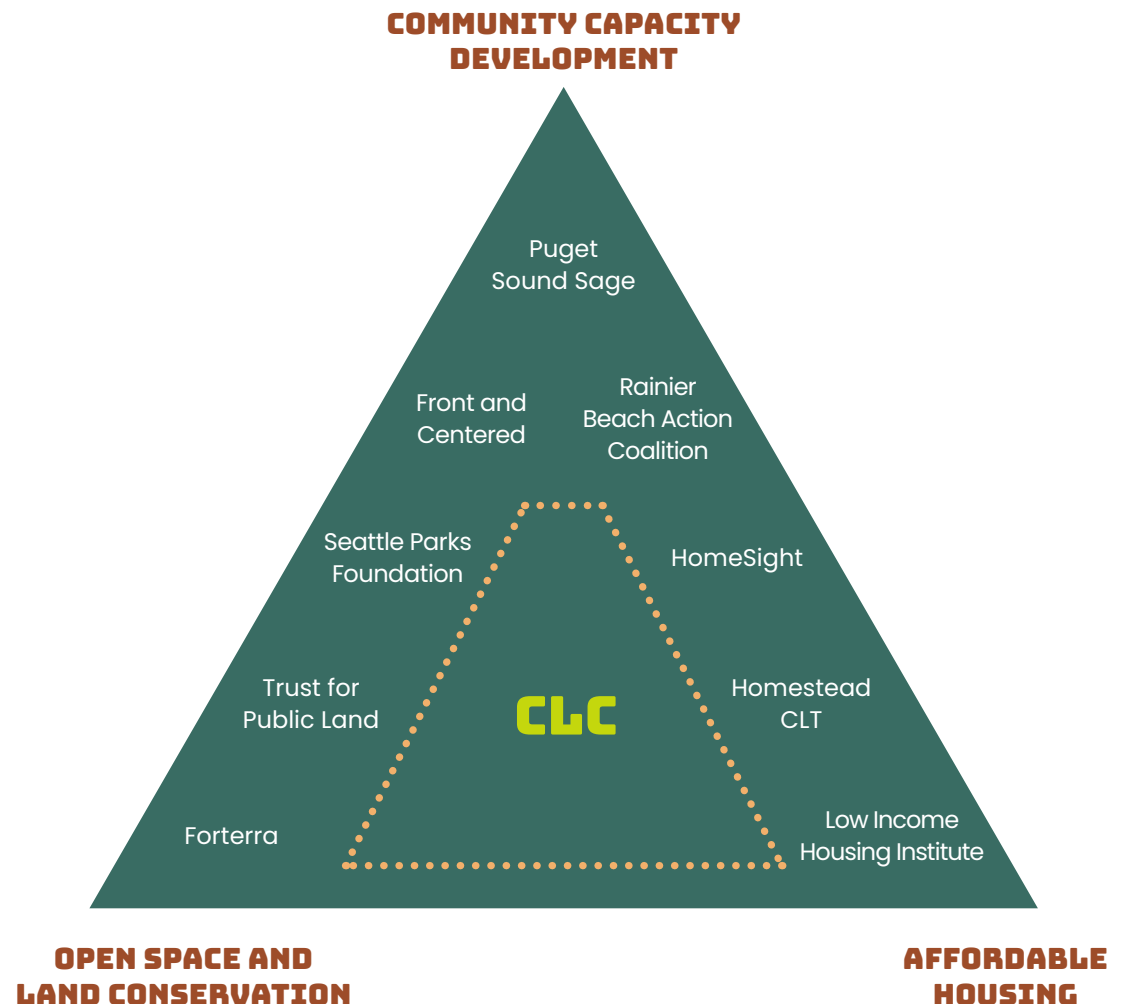 COMMUNITY CAPACITY
DEVELOPMENT
Puget
Sound Sage
Front and
Centered
Rainier
Beach Action
Coalition
Seattle Parks
Foundation
HomeSight
Trust for
Public Land
CLC
Homestead
CLT
Forterra
Low Income
Housing Institute
OPEN SPACE AND
LAND CONSERVATION
AFFORDABLE
HOUSING